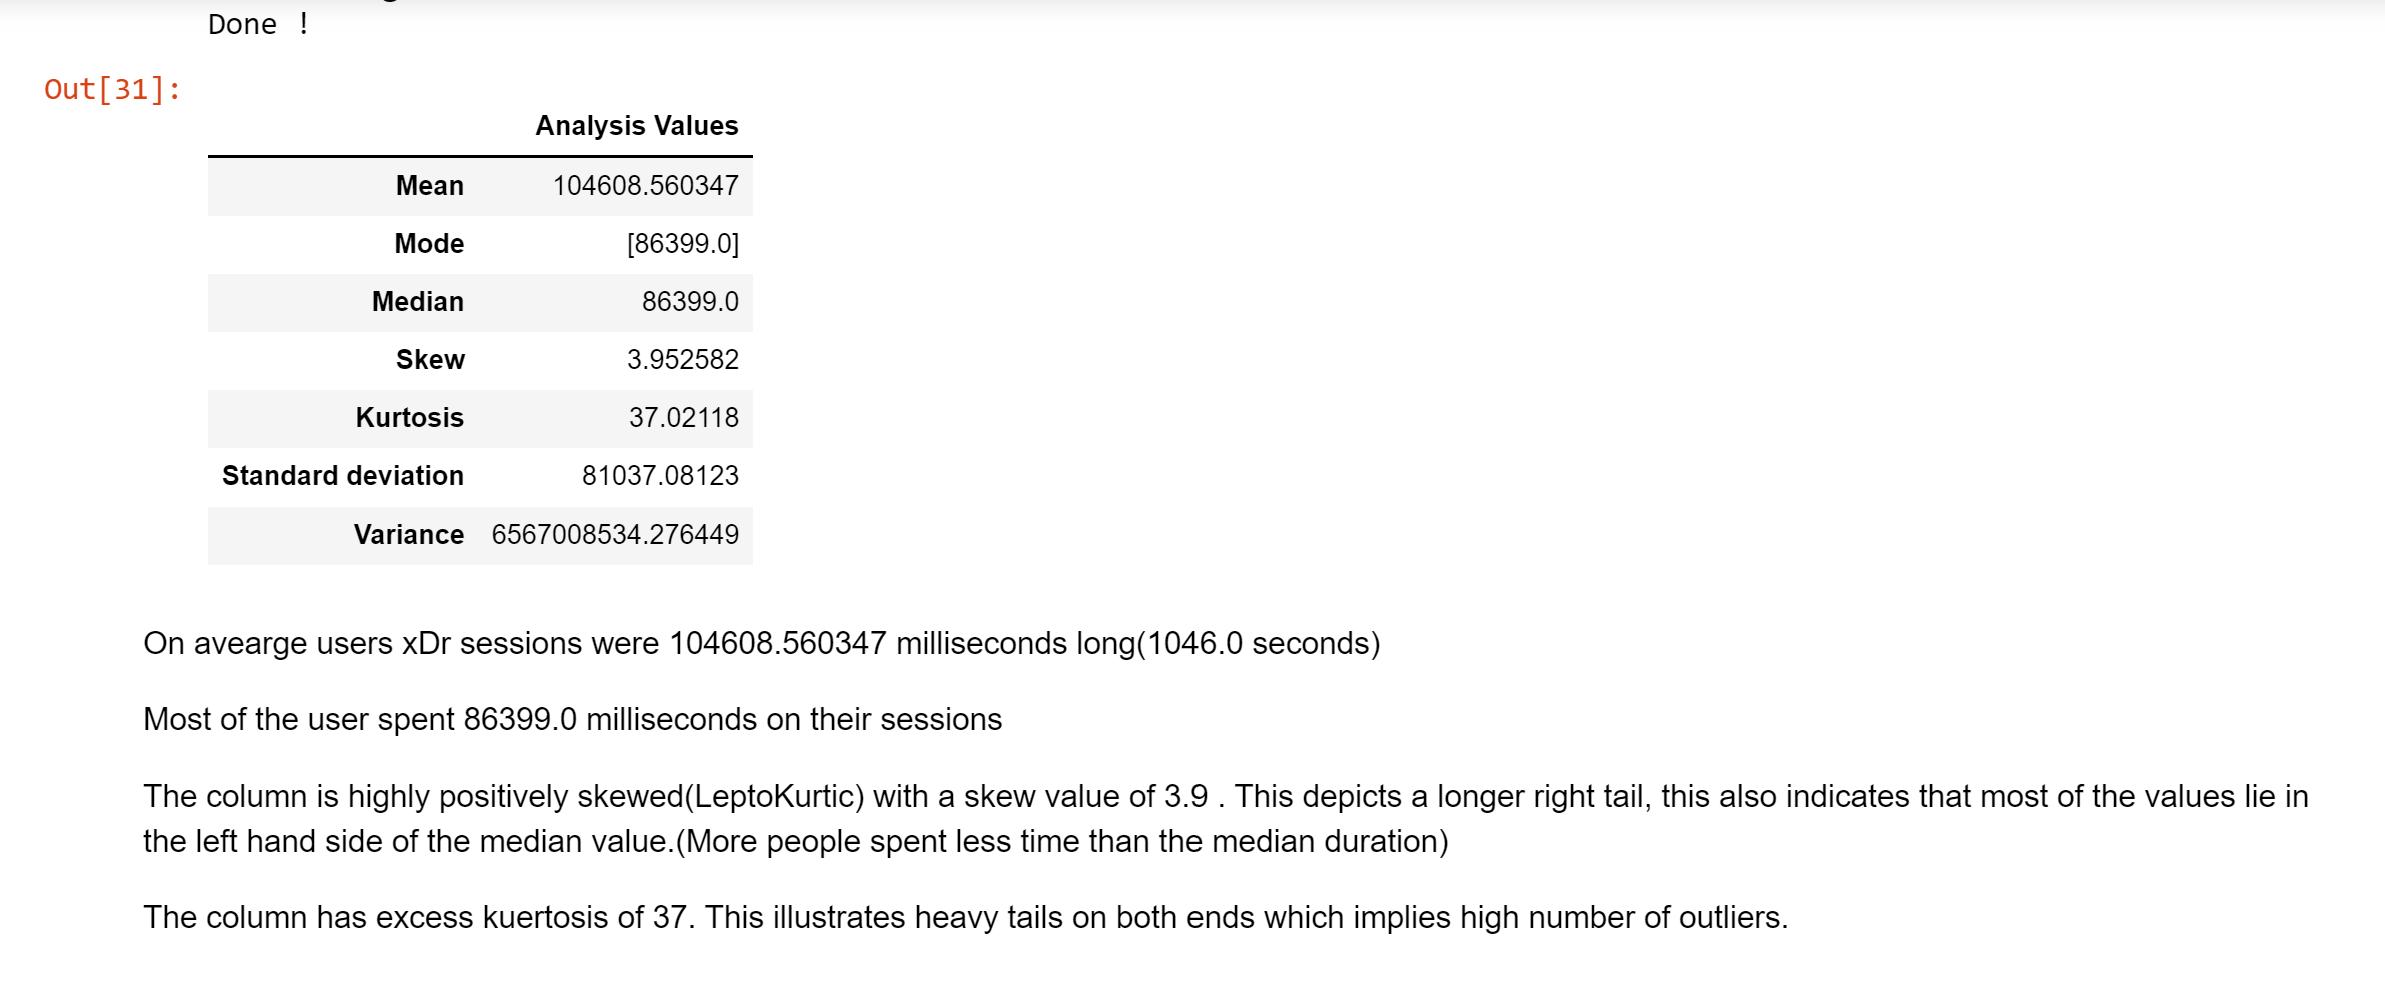 Done !
Out[31]:
Analysis Values
Mean 104608.560347
Mode [86399.0]
Median 86399.0
Skew 3.952582
Kurtosis 37.02118
Standard deviation 81037.08123
Variance 6567008534.276449
On avearge users xDr sessions were 104608.560347 milliseconds long(1046.0 seconds)
Most of the user spent 86399.0 milliseconds on their sessions
The column is highly positively skewed(LeptoKurtic) with a skew value of 3.9 . This depicts a longer right tail, this also indicates that most of the values lie in
the left hand side of the median value.(More people spent less time than the median duration)
The column has excess kuertosis of 37. This illustrates heavy tails on both ends which implies high number of outliers.